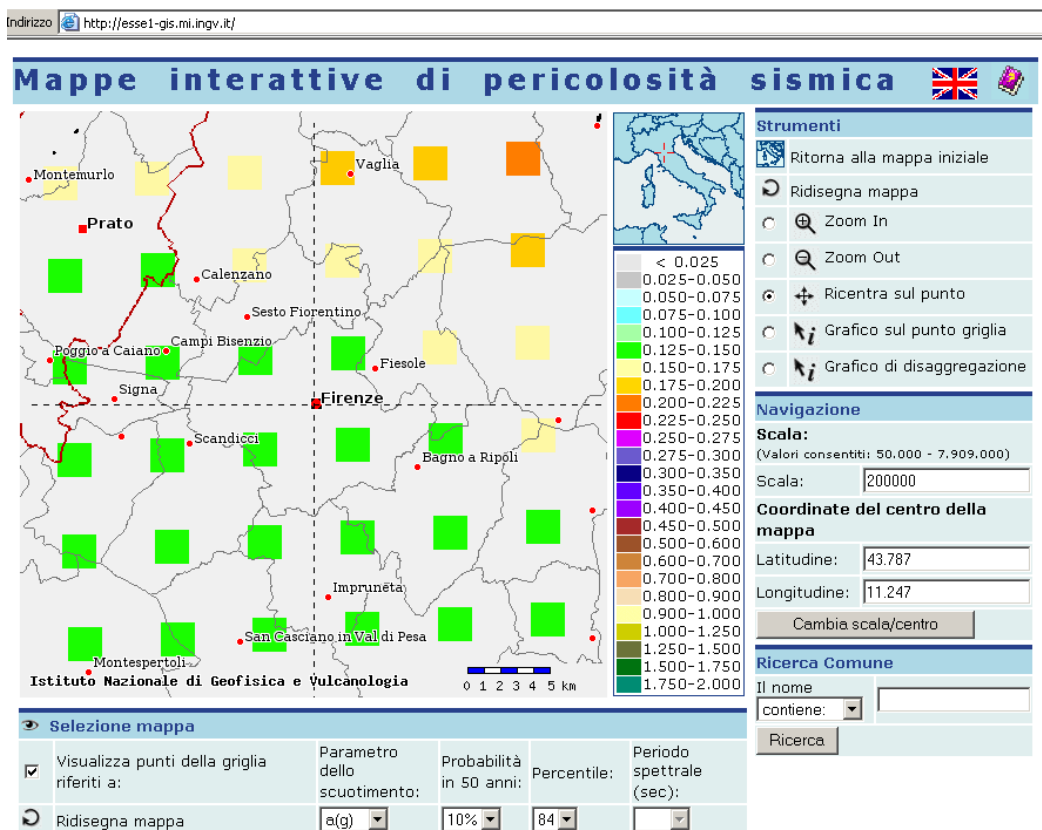 Indirizzo http://esse1-gis.mi.ingv.it/
Mappe interattive di pericolosità sismica
Montemurlo
Vaglia
Prato
Calenzano
Sesto Fiorentino
Campi Bisenzio
Poggio a Caiano
Fiesole
Signa
Firenze
Scandicci
Bagno a Ripoli
Impruneta
San Casciano in Val di Pesa
Montespertoli
Istituto Nazionale di Geofisica e Vulcanologia
0 1 2 3 4 5 km
< 0.025
0.025-0.050
0.050-0.075
0.075-0.100
0.100-0.125
0.125-0.150
0.150-0.175
0.175-0.200
0.200-0.225
0.225-0.250
0.250-0.275
0.275-0.300
0.300-0.350
0.350-0.400
0.400-0.450
0.450-0.500
0.500-0.600
0.600-0.700
0.700-0.800
0.800-0.900
0.900-1.000
1.000-1.250
1.250-1.500
1.500-1.750
1.750-2.000
Strumenti
Ritorna alla mappa iniziale
Ridisegna mappa
Zoom In
Zoom Out
Ricentra sul punto
Grafico sul punto griglia
Grafico di disaggregazione
Navigazione
Scala:
(Valori consentiti: 50.000 - 7.909.000)
Scala: 200000
Coordinate del centro della
mappa
Latitudine: 43.787
Longitudine: 11.247
Cambia scala/centro
Ricerca Comune
Il nome
contiene:
Ricerca
Selezione mappa
Visualizza punti della griglia
riferiti a:
Parametro
dello
scuotimento:
Probabilità
in 50 anni:
Percentile:
Periodo
spettrale
(sec):
Ridisegna mappa
a(g)
10%
84